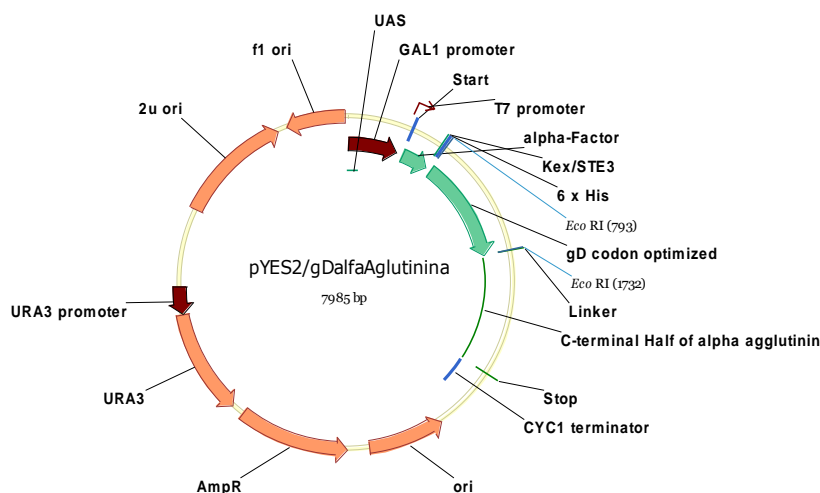 UAS
f1 ori
GAL1 promoter
Start
2u ori
T7 promoter
alpha-Factor
Kex/STE3
6 x His
Eco RI (793)
gD codon optimized
pYES2/gDalfaAglutinina
7985 bp
Eco RI (1732)
URA3 promoter
Linker
C-terminal Half of alpha agglutinin
URA3
Stop
CYC1 terminator
AmpR
ori